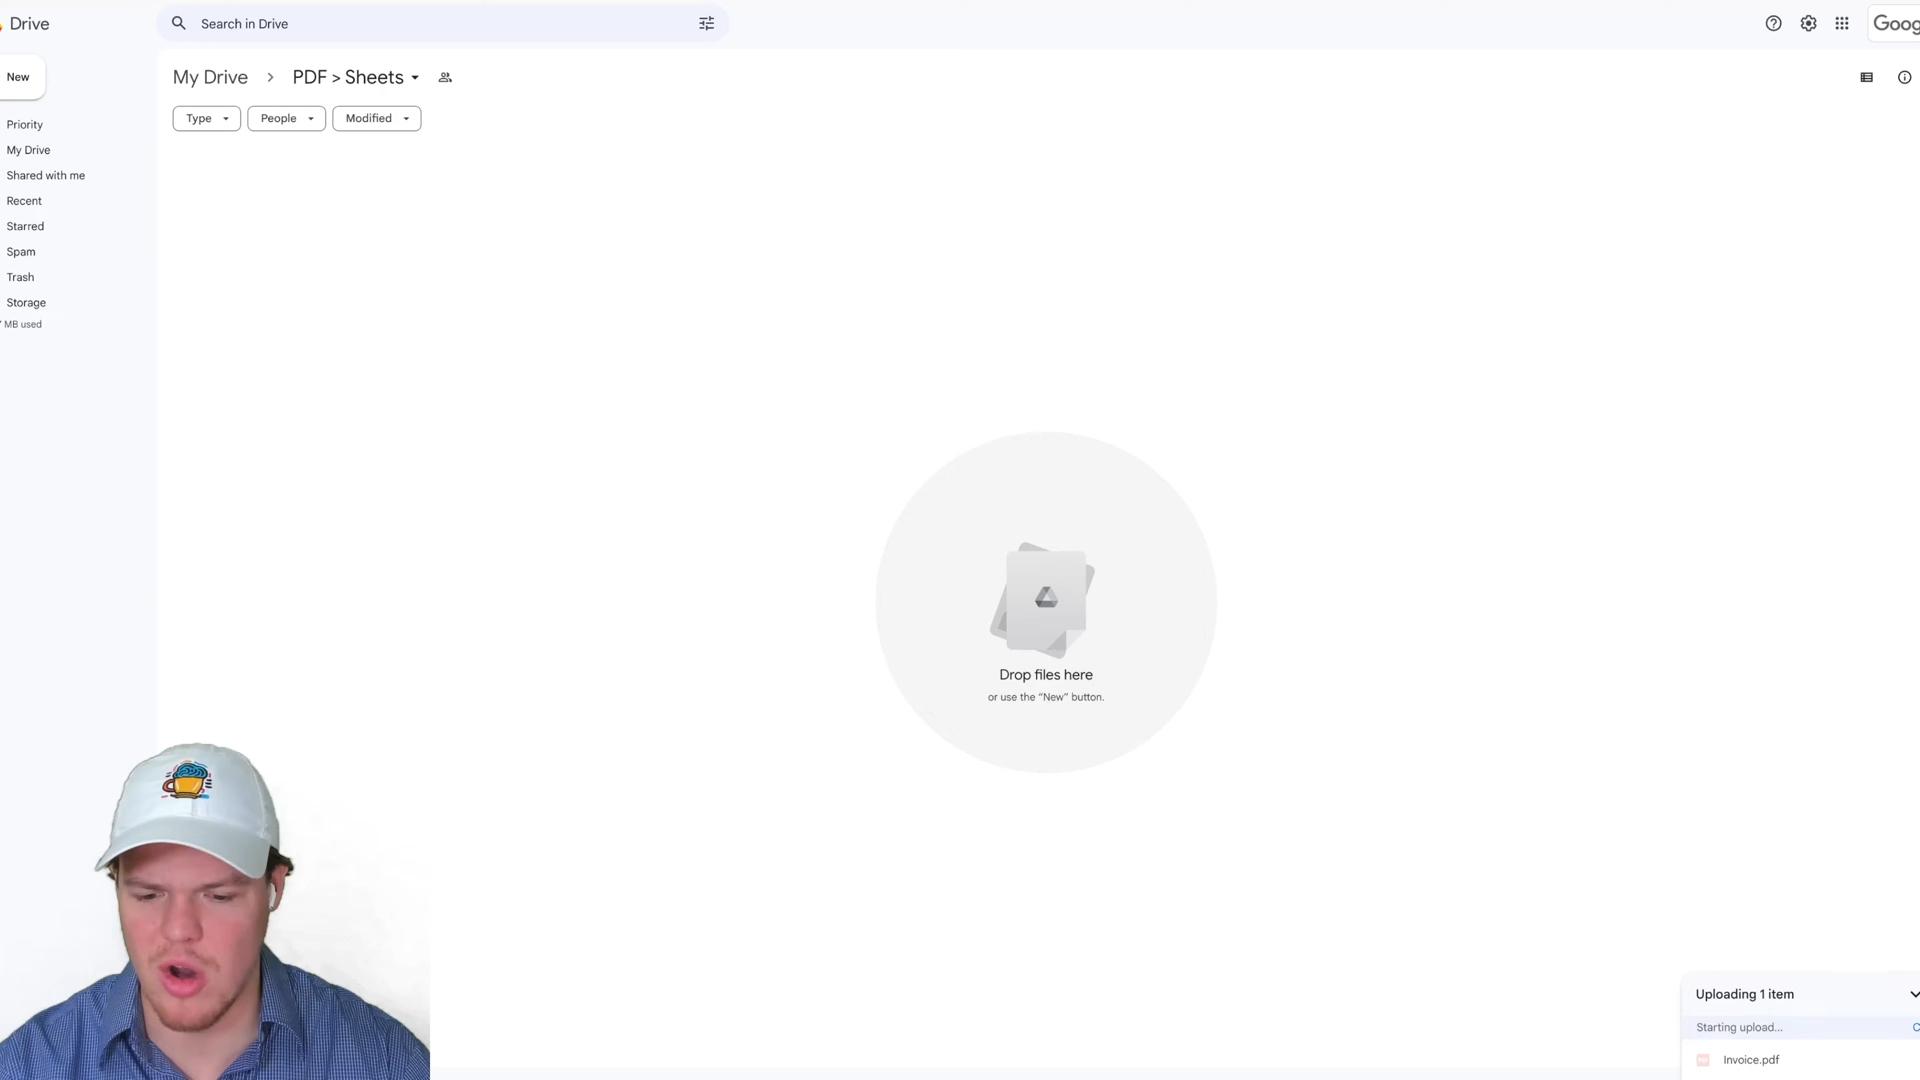 Drive
Search in Drive
Goog
New
My Drive
PDF > Sheets
Type
People
Modified
Priority
My Drive
Shared with me
Recent
Starred
Spam
Trash
Storage
MB used
Drop files here
or use the “New” button.
Uploading 1 item
Starting upload...
C
Invoice.pdf